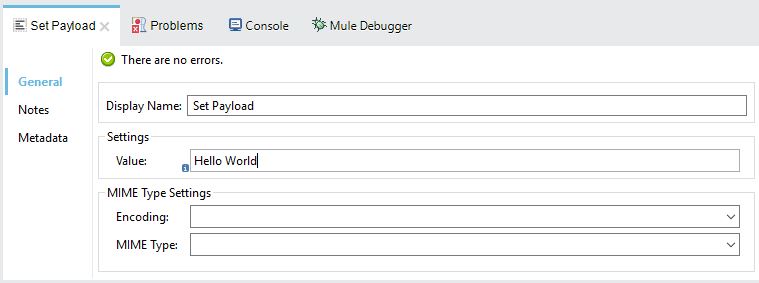 Set Payload Problems Console Mule Debugger
There are no errors.
General
Notes
Metadata
Display Name: Set Payload
Settings
Value: Hello World
MIME Type Settings
Encoding:
MIME Type: